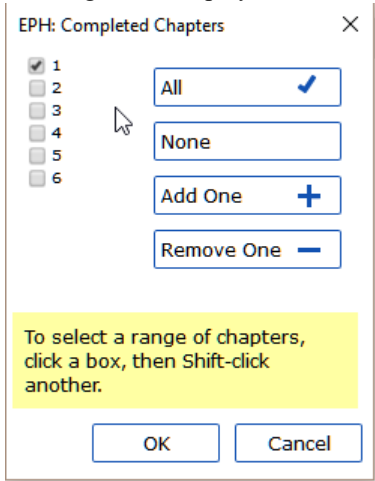 EPH: Completed Chapters
1
2
3
4
5
6
All
None
Add One
Remove One
To select a range of chapters,
click a box, then Shift-click
another.
OK
Cancel